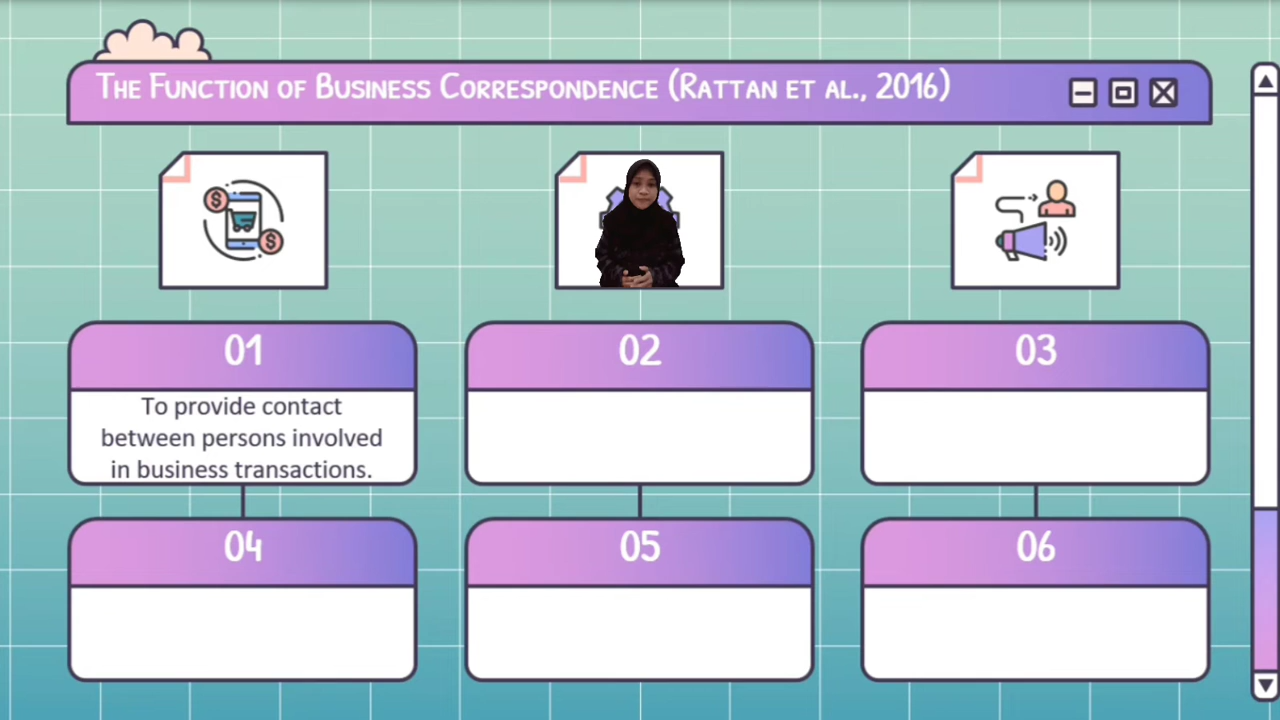 The Function of Business Correspondence (Rattan et al., 2016)
$
$
01
02
03
To provide contact
between persons involved
in business transactions.
04
05
06